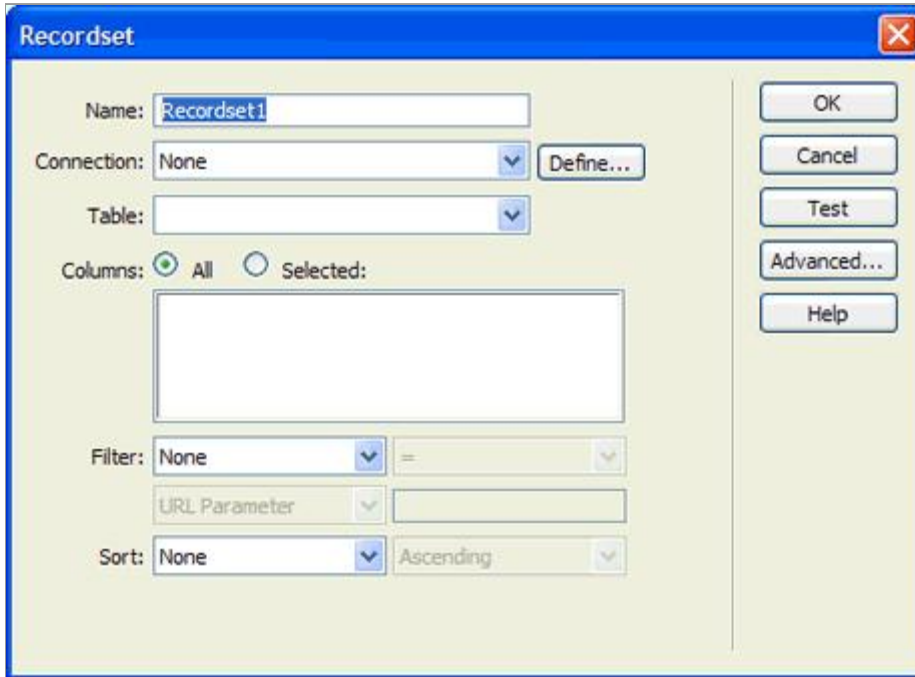 Recordset
Name: Recordset1
Connection: None
Define...
Table:
Columns: All Selected:
Filter: None =
URL Parameter
Sort: None Ascending
OK
Cancel
Test
Advanced...
Help